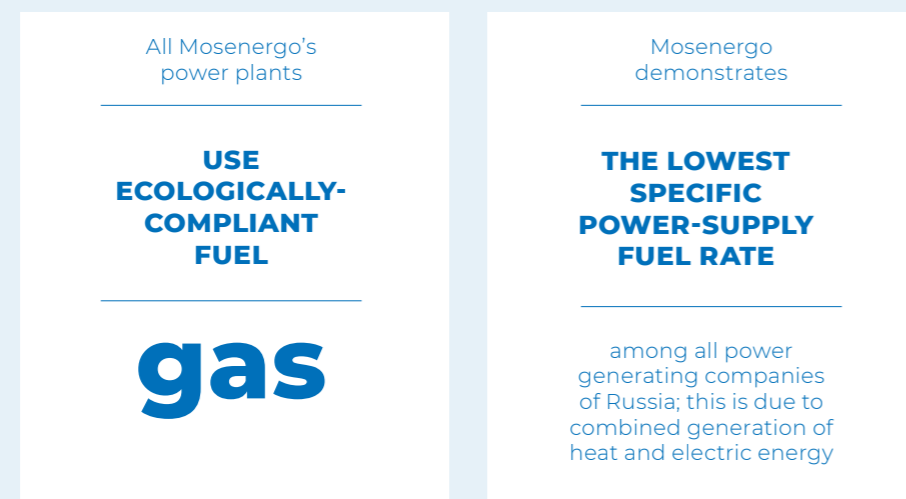 All Mosenergo’s
power plants
USE
ECOLOGICALLY-
COMPLIANT
FUEL
gas
Mosenergo
demonstrates
THE LOWEST
SPECIFIC
POWER-SUPPLY
FUEL RATE
among all power
generating companies
of Russia; this is due to
combined generation of
heat and electric energy